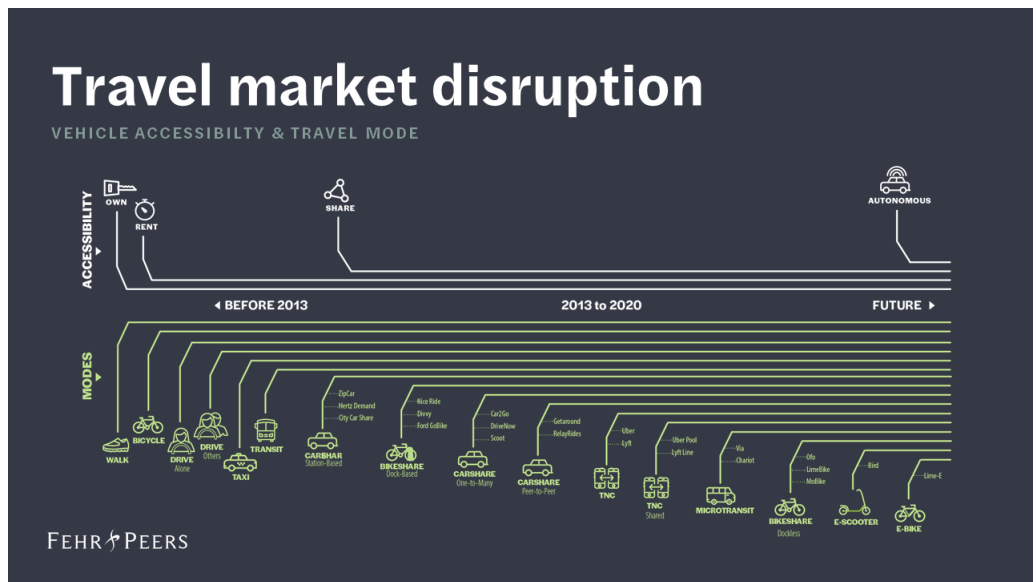 Travel market disruption
VEHICLE ACCESSIBILTY & TRAVEL MODE
ACCESSIBILITY
OWN
RENT
SHARE
AUTONOMOUS
BEFORE 2013
2013 to 2020
FUTURE
MODES
WALK
BICYCLE
DRIVE
Alone
DRIVE
Others
TAXI
TRANSIT
ZipCar
Hertz Demand
City Car Share
CARBHAR
Station-Based
Nice Ride
Divvy
Ford GoBike
BIKESHARE
Dock-Based
Car2Go
DriveNow
Scoot
CARSHARE
One-to-Many
Getaround
RelayRides
CARSHARE
Peer-to-Peer
Uber
Lyft
TNC
Uber Pool
Lyft Line
TNC
Shared
Via
Chariot
MICROTRANSIT
Ofo
LimeBike
MoBike
BIKESHARE
Dockless
Bird
E-SCOOTER
Lime-E
E-BIKE
FEHR PEERS